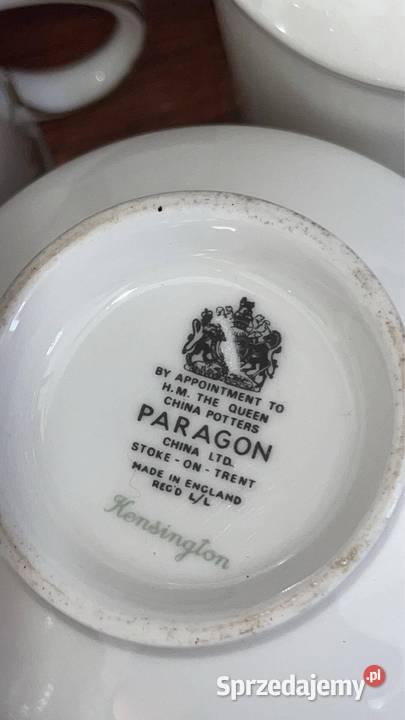 BY APPOINTMENT TO
H.M. THE QUEEN
CHINA POTTERS
PARAGON
CHINA LTD.
STOKE-ON-TRENT
MADE IN ENGLAND
REG'D L/L
Kensington
Sprzedajemy.pl